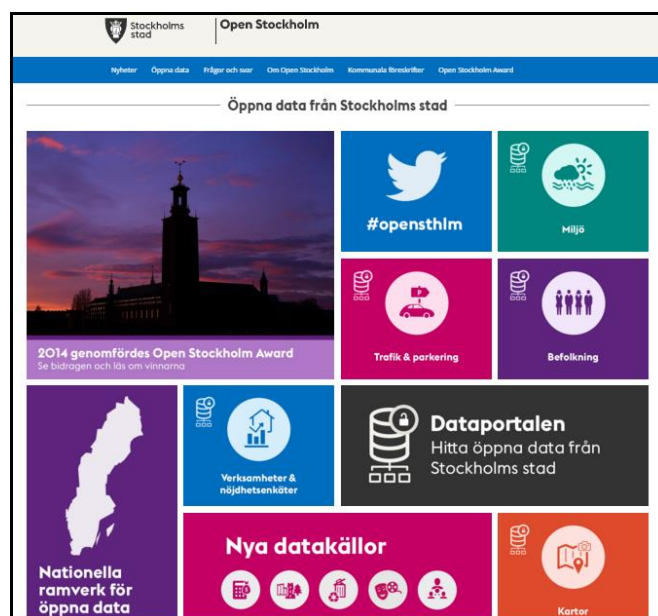 Stockholms
stad
Open Stockholm
Nyheter Öppna data Frågor och svar Om Open Stockholm Kommunala föreskrifter Open Stockholm Award
Öppna data från Stockholms stad
#opensthlm
Miljö
2014 genomfördes Open Stockholm Award
Se bidragen och läs om vinnarna
Trafik & parkering
Befolkning
Nationella
ramverk för
öppna data
Verksamheter &
nöjdhetsenkäter
Dataportalen
Hitta öppna data från
Stockholms stad
Nya datakällor
Kartor